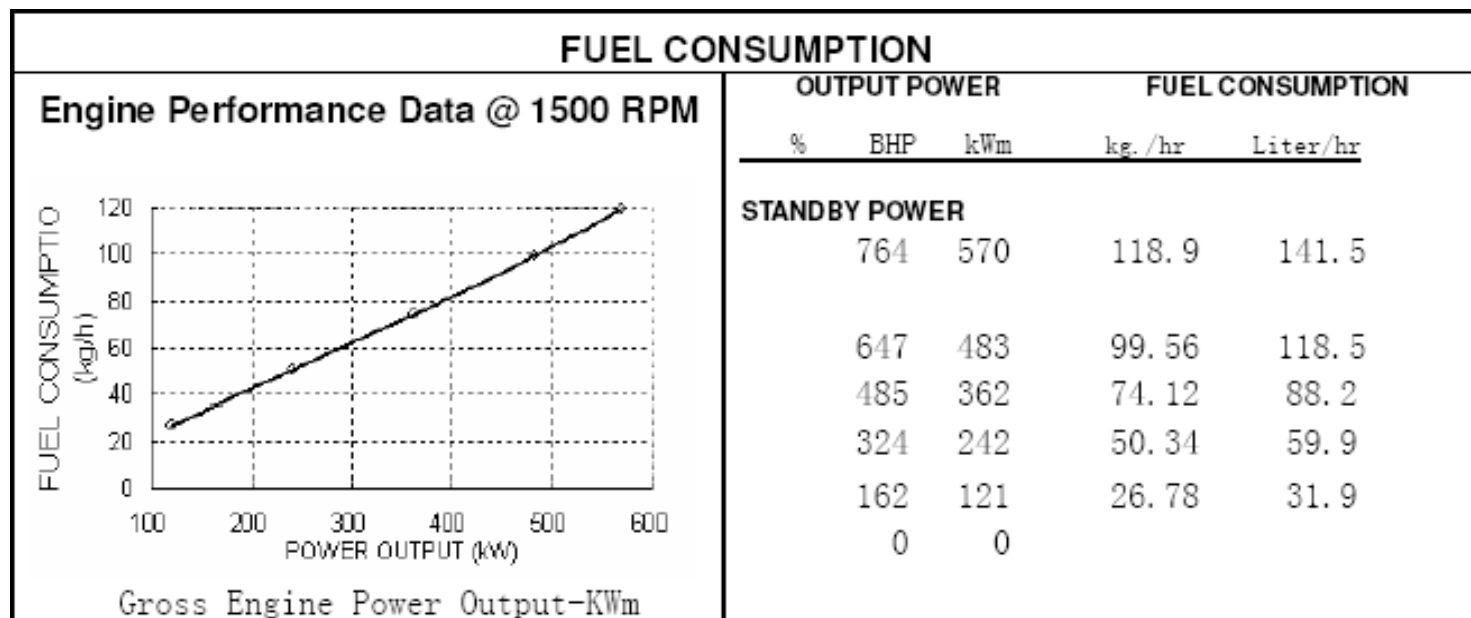 FUEL CONSUMPTION
Engine Performance Data @ 1500 RPM
FUEL CONSUMPTIO
(kg/h)
120
100
80
60
40
20
0
100 200 300 400 500 600
POWER OUTPUT (kW)
Gross Engine Power Output-KWm
OUTPUT POWER FUEL CONSUMPTION
% BHP kWm kg./hr Liter/hr
STANDBY POWER
764 570 118.9 141.5
647 483 99.56 118.5
485 362 74.12 88.2
324 242 50.34 59.9
162 121 26.78 31.9
0 0